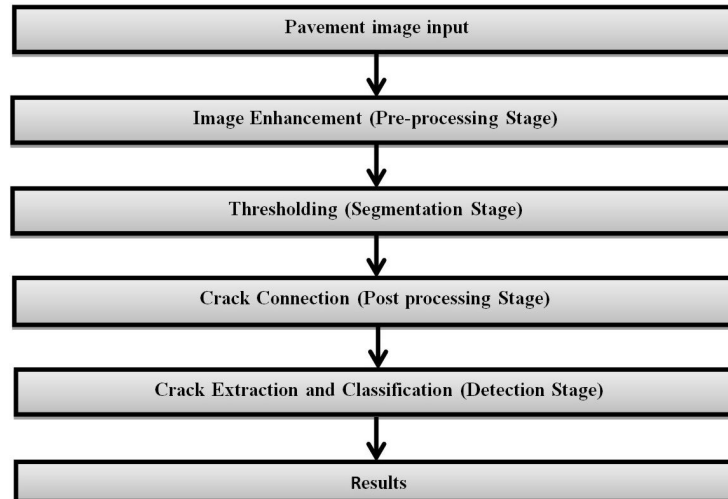 Pavement image input
Image Enhancement (Pre-processing Stage)
Thresholding (Segmentation Stage)
Crack Connection (Post processing Stage)
Crack Extraction and Classification (Detection Stage)
Results